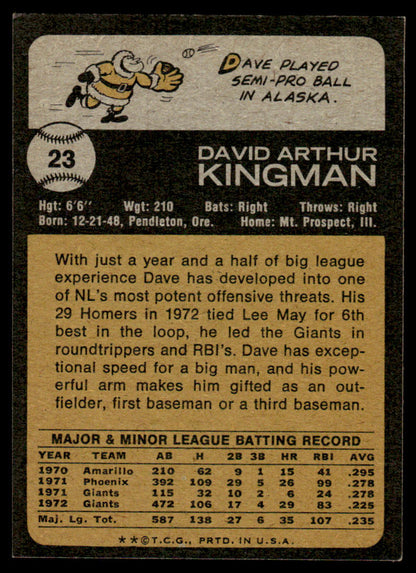 DAVE PLAYED
SEMI-PRO BALL
IN ALASKA.
23
DAVID ARTHUR
KINGMAN
Hgt: 6'6" Wgt: 210 Bats: Right Throws: Right
Born: 12-21-48, Pendleton, Ore. Home: Mt. Prospect, Ill.
With just a year and a half of big league
experience Dave has developed into one
of NL's most potent offensive threats. His
29 Homers in 1972 tied Lee May for 6th
best in the loop, he led the Giants in
roundtrippers and RBI's. Dave has excep-
tional speed for a big man, and his pow-
erful arm makes him gifted as an out-
fielder, first baseman or a third baseman.
MAJOR & MINOR LEAGUE BATTING RECORD
YEAR TEAM AB H 2B 3B HR RBI AVG
1970 Amarillo 210 62 9 1 15 41 .295
1971 Phoenix 392 109 29 5 26 99 .278
1971 Giants 115 32 10 2 6 24 .278
1972 Giants 472 106 17 4 29 83 .225
Maj. Lg. Tot. 587 138 27 6 35 107 .235
**©T.C.G., PRTD. IN U.S.A.